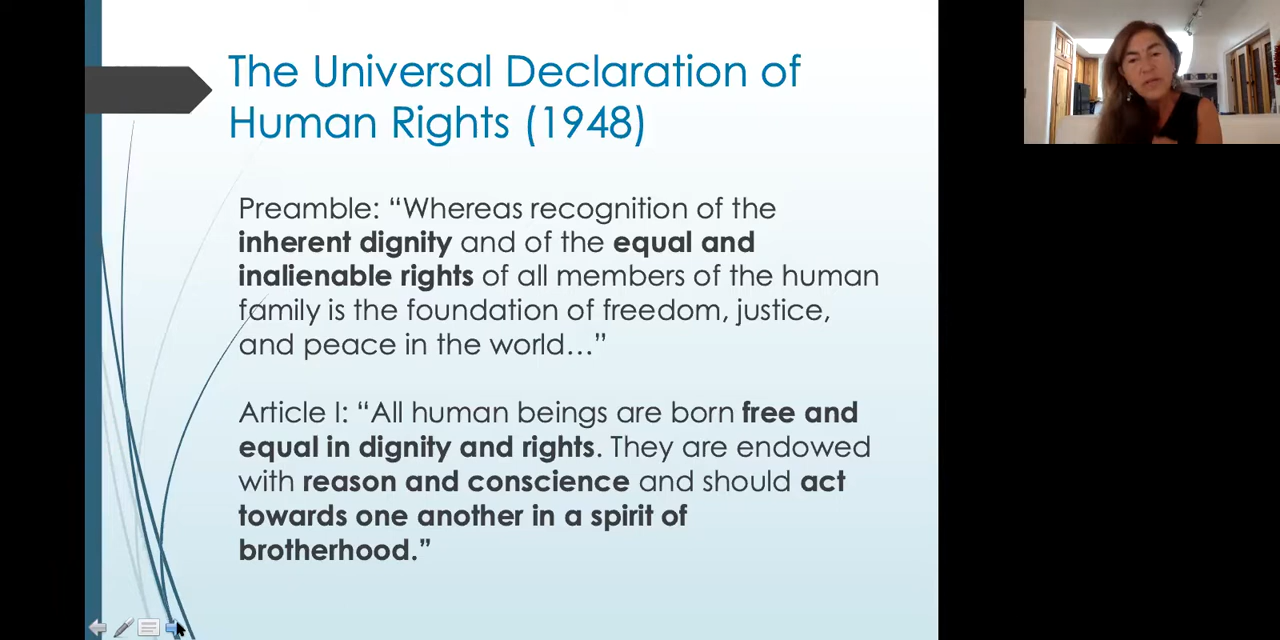 The Universal Declaration of
Human Rights (1948)
Preamble: “Whereas recognition of the
inherent dignity and of the equal and
inalienable rights of all members of the human
family is the foundation of freedom, justice,
and peace in the world…”
Article I: “All human beings are born free and
equal in dignity and rights. They are endowed
with reason and conscience and should act
towards one another in a spirit of
brotherhood.”